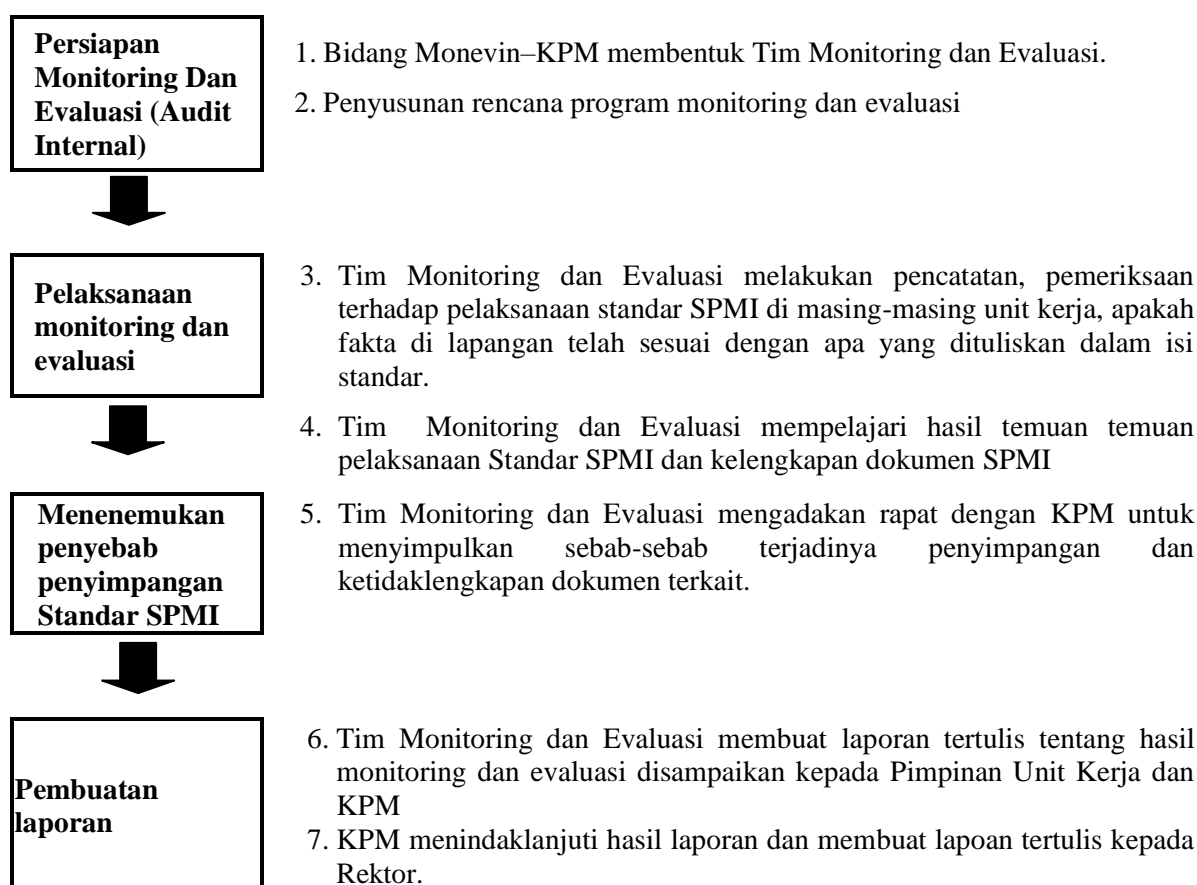 Persiapan
Monitoring Dan
Evaluasi (Audit
Internal)
1. Bidang Monevin–KPM membentuk Tim Monitoring dan Evaluasi.
2. Penyusunan rencana program monitoring dan evaluasi
Pelaksanaan
monitoring dan
evaluasi
3. Tim Monitoring dan Evaluasi melakukan pencatatan, pemeriksaan
terhadap pelaksanaan standar SPMI di masing-masing unit kerja, apakah
fakta di lapangan telah sesuai dengan apa yang dituliskan dalam isi
standar.
4. Tim Monitoring dan Evaluasi mempelajari hasil temuan temuan
pelaksanaan Standar SPMI dan kelengkapan dokumen SPMI
Menenemukan
penyebab
penyimpangan
Standar SPMI
5. Tim Monitoring dan Evaluasi mengadakan rapat dengan KPM untuk
menyimpulkan sebab-sebab terjadinya penyimpangan dan
ketidaklengkapan dokumen terkait.
Pembuatan
laporan
6. Tim Monitoring dan Evaluasi membuat laporan tertulis tentang hasil
monitoring dan evaluasi disampaikan kepada Pimpinan Unit Kerja dan
KPM
7. KPM menindaklanjuti hasil laporan dan membuat lapoan tertulis kepada
Rektor.